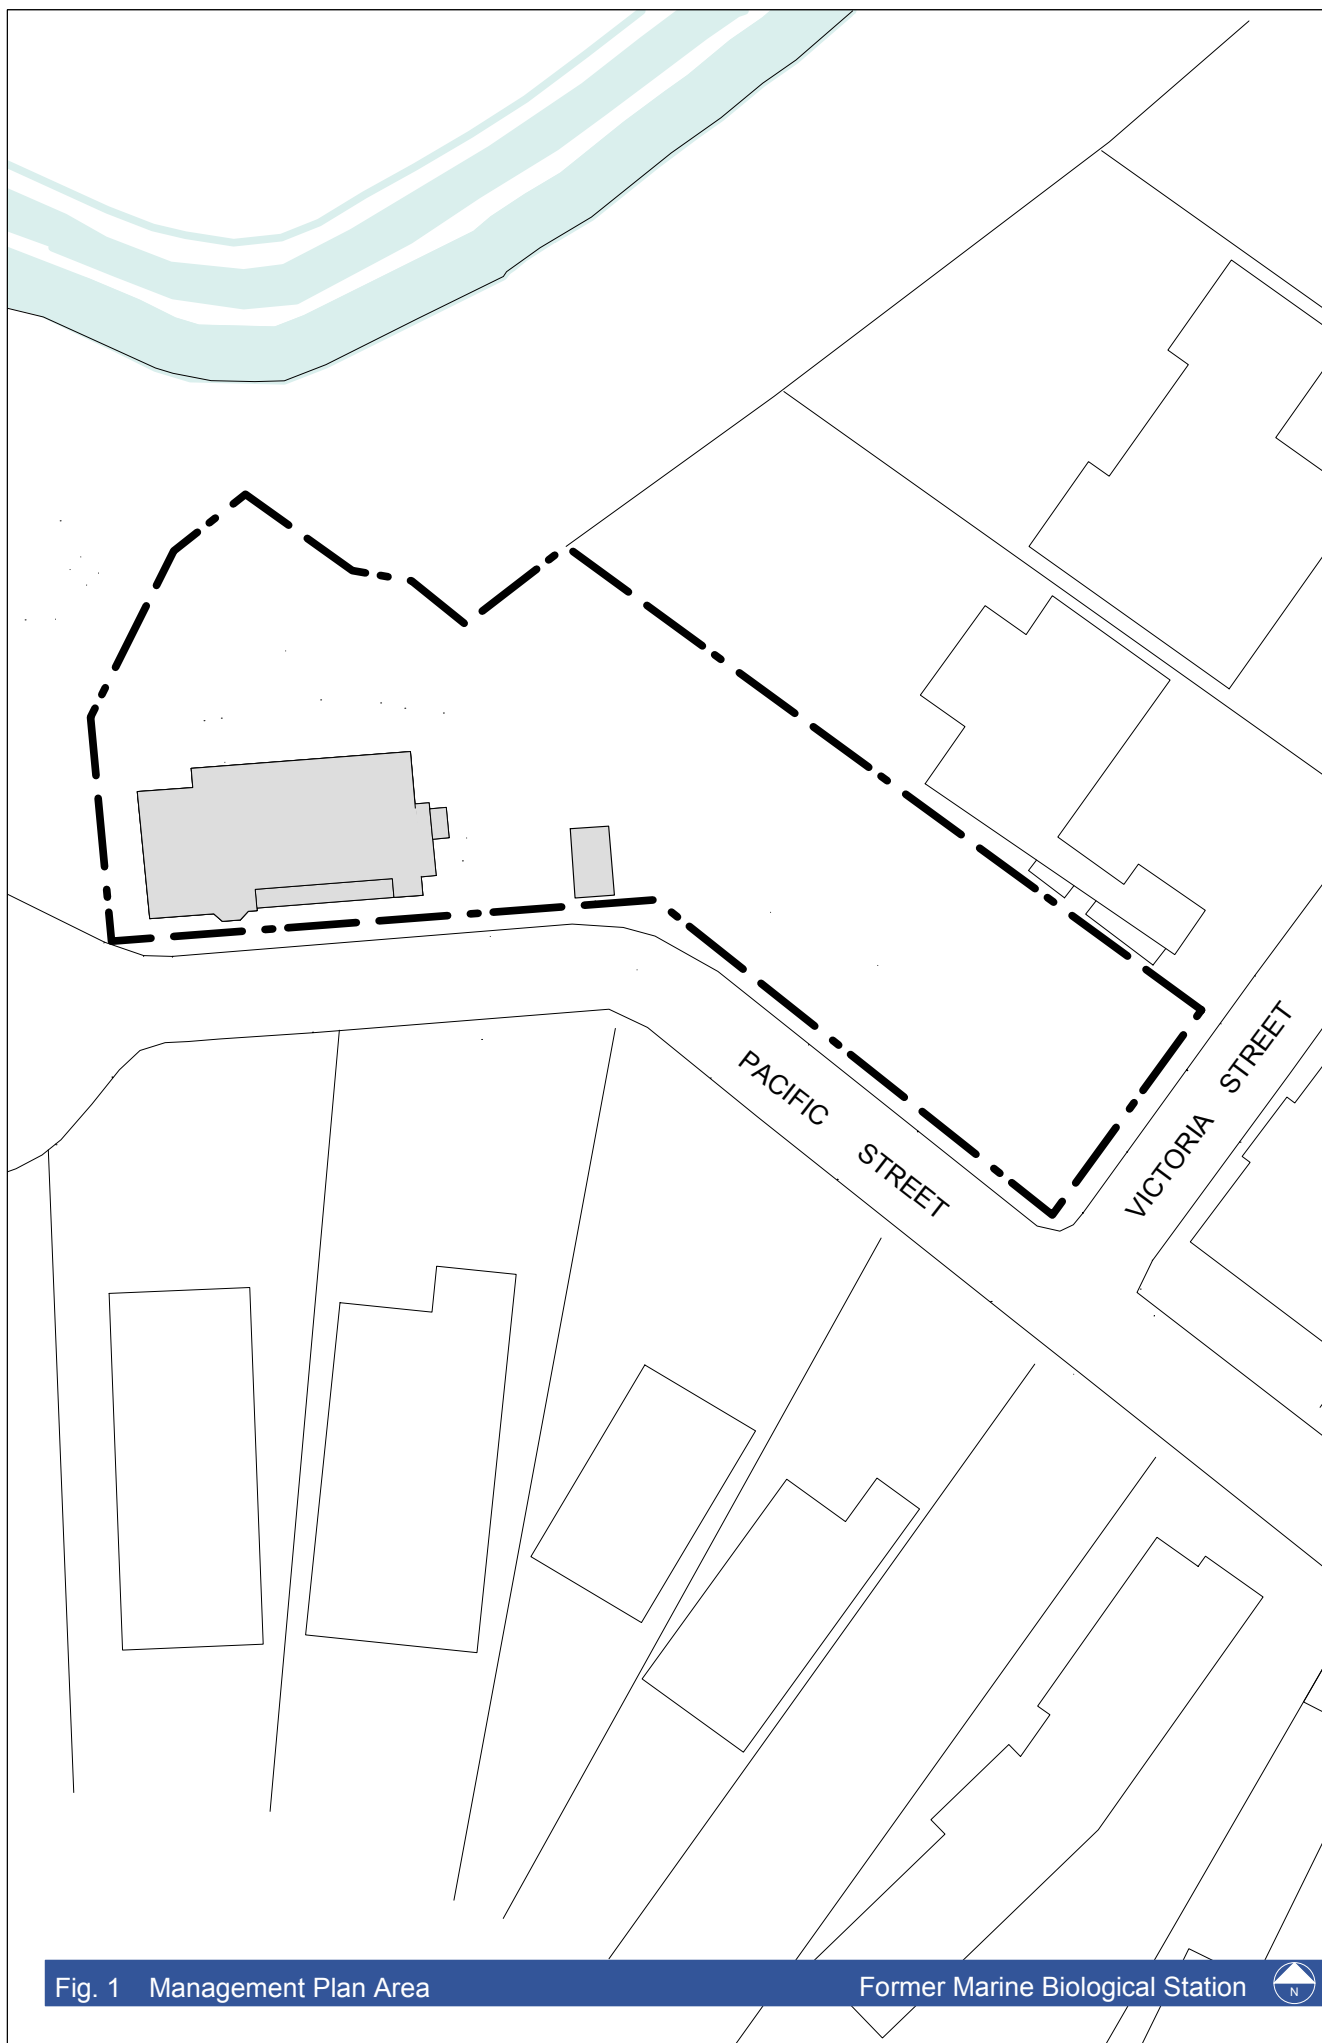 PACIFIC STREET
VICTORIA STREET
Fig. 1 Management Plan Area
Former Marine Biological Station
N